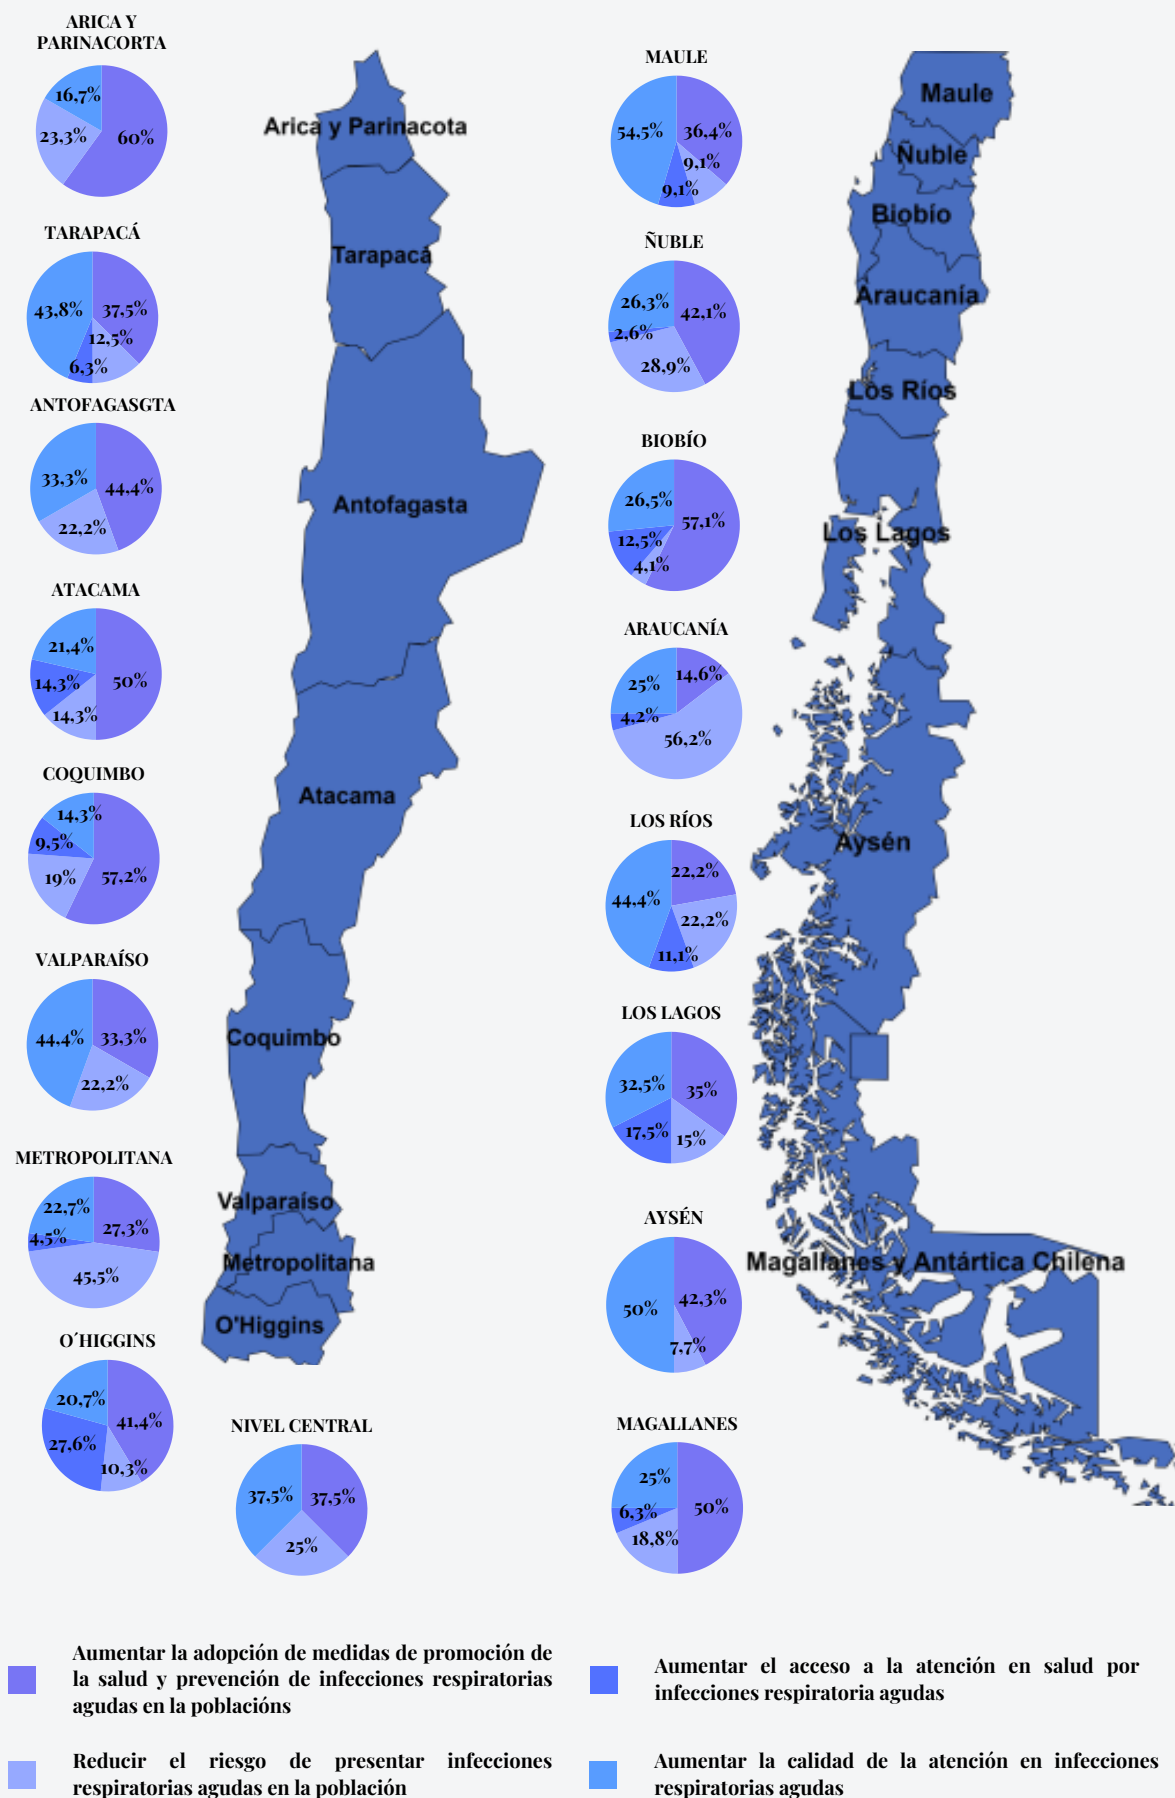 ARICA Y
PARINACORTA
16,7%
23,3%
60%
TARAPACÁ
43,8%
37,5%
12,5%
6,3%
ANTOFAGASGTA
33,3%
44,4%
22,2%
ATACAMA
21,4%
14,3%
50%
14,3%
COQUIMBO
14,3%
9,5%
19%
57,2%
VALPARAÍSO
44,4%
33,3%
22,2%
METROPOLITANA
22,7%
4,5%
27,3%
45,5%
O´HIGGINS
20,7%
41,4%
27,6%
10,3%
NIVEL CENTRAL
37,5%
37,5%
25%
Arica y Parinacota
Tarapacá
Antofagasta
Atacama
Coquimbo
Valparaíso
Metropolitana
O'Higgins
MAULE
54,5%
36,4%
9,1%
9,1%
ÑUBLE
26,3%
42,1%
2,6%
28,9%
BIOBÍO
26,5%
57,1%
12,5%
4,1%
ARAUCANÍA
14,6%
25%
4,2%
56,2%
LOS RÍOS
22,2%
44,4%
22,2%
11,1%
LOS LAGOS
32,5%
35%
17,5%
15%
AYSÉN
50%
42,3%
7,7%
MAGALLANES
25%
50%
6,3%
18,8%
Maule
Ñuble
Biobío
Araucanía
Los Ríos
Los Lagos
Aysén
Magallanes y Antártica Chilena
Aumentar la adopción de medidas de promoción de
la salud y prevención de infecciones respiratorias
agudas en la poblacións
Aumentar el acceso a la atención en salud por
infecciones respiratoria agudas
Reducir el riesgo de presentar infecciones
respiratorias agudas en la población
Aumentar la calidad de la atención en infecciones
respiratorias agudas